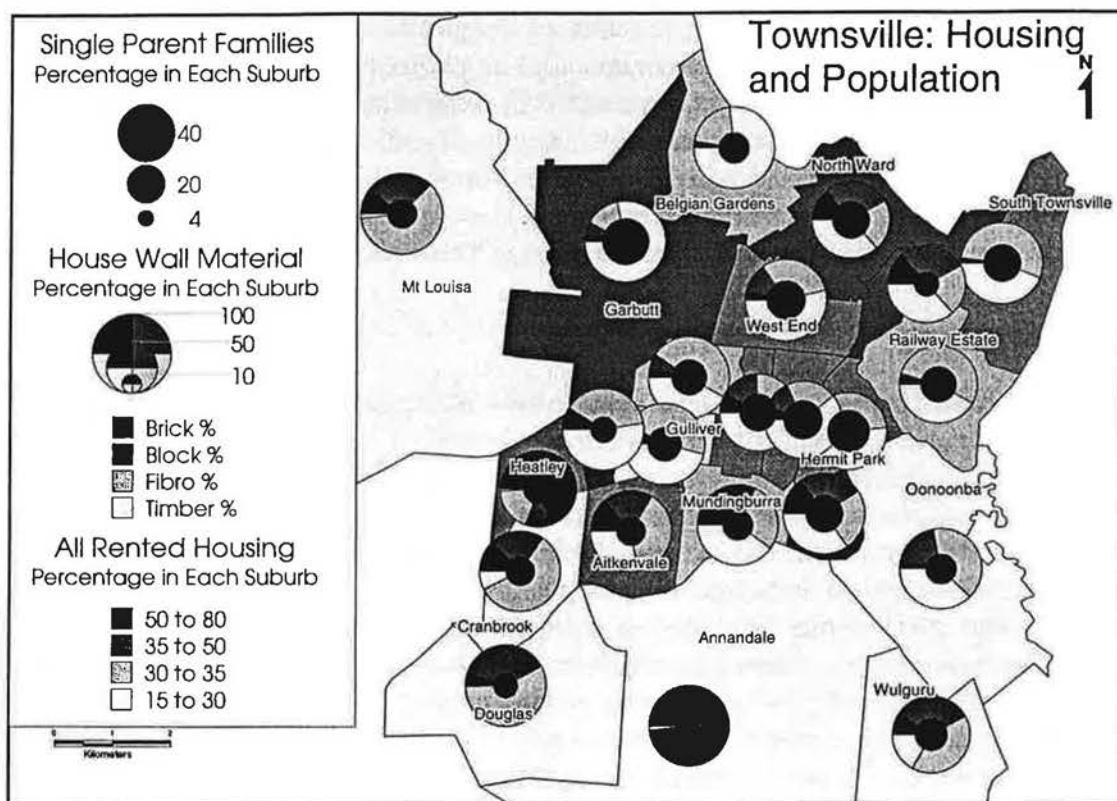 Single Parent Families
Percentage in Each Suburb
40
20
4
House Wall Material
Percentage in Each Suburb
100
50
10
Brick %
Block %
Fibro %
Timber %
All Rented Housing
Percentage in Each Suburb
50 to 80
35 to 50
30 to 35
15 to 30
0 1 2
Kilometers
Townsville: Housing
and Population
N
North Ward
Belgian Gardens
South Townsville
Mt Louisa
Garbutt
West End
Railway Estate
Gulliver
Hermit Park
Heatley
Mundingburra
Oonoonba
Aitkenvale
Cranbrook
Annandale
Douglas
Wulguru